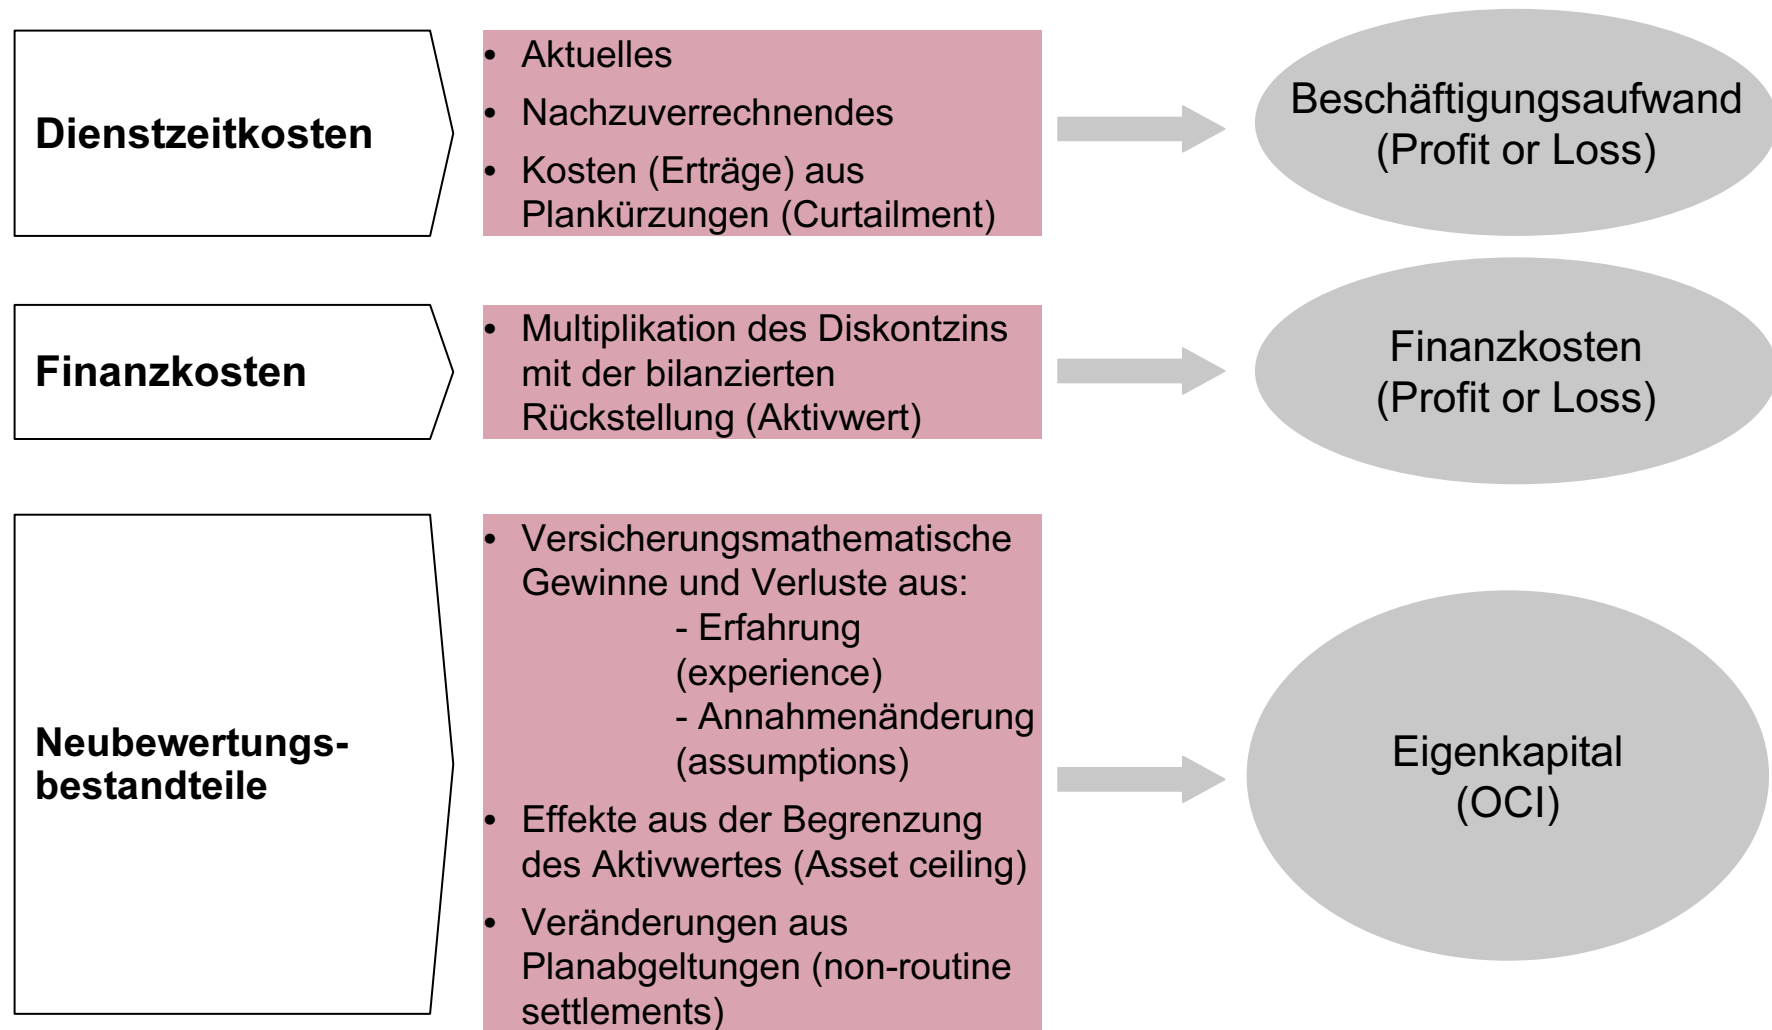 Dienstzeitkosten
• Aktuelles
• Nachzuverrechnendes
• Kosten (Erträge) aus
Plankürzungen (Curtailment)
Beschäftigungsaufwand
(Profit or Loss)
Finanzkosten
• Multiplikation des Diskontzins
mit der bilanzierten
Rückstellung (Aktivwert)
Finanzkosten
(Profit or Loss)
Neubewertungs-
bestandteile
• Versicherungsmathematische
Gewinne und Verluste aus:
- Erfahrung
(experience)
- Annahmenänderung
(assumptions)
• Effekte aus der Begrenzung
des Aktivwertes (Asset ceiling)
• Veränderungen aus
Planabgeltungen (non-routine
settlements)
Eigenkapital
(OCI)